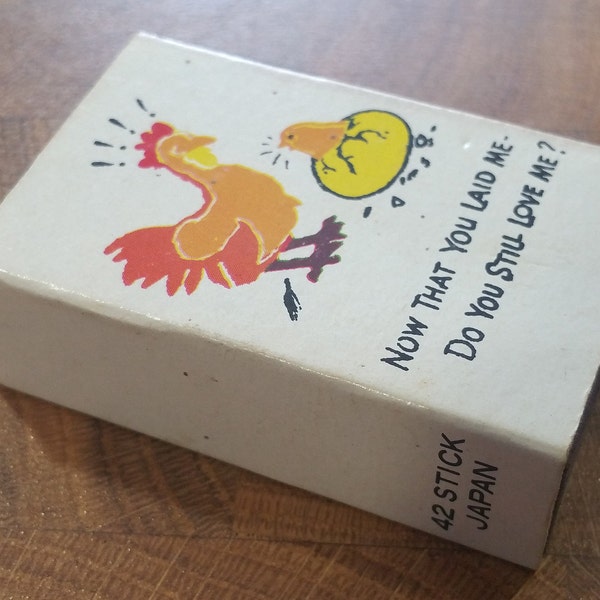 ! ! ! !
NOW THAT YOU LAID ME-
DO YOU STILL LOVE ME?
42 STICK
JAPAN